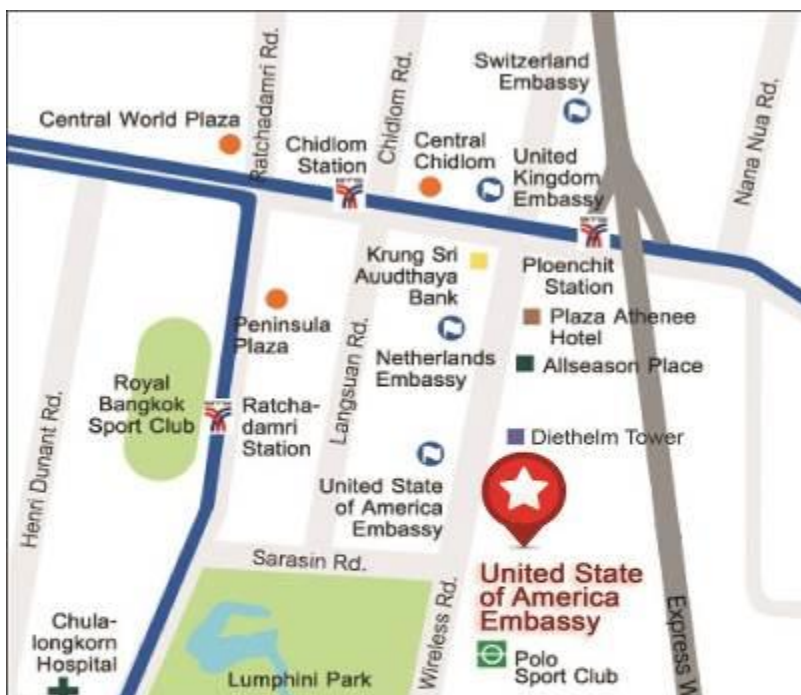 Switzerland
Embassy
Ratchadamri Rd.
Chidlom Rd.
Nana Nua Rd.
Central World Plaza
Chidlom
Station
Central
Chidlom
United
Kingdom
Embassy
Krung Sri
Auudthaya
Bank
Ploenchit
Station
Peninsula
Plaza
Plaza Athenee
Hotel
Netherlands
Embassy
Allseason Place
Royal
Bangkok
Sport Club
Ratcha-
damri
Station
Langsuan Rd.
Henri Dunant Rd.
Diethelm Tower
United State
of America
Embassy
Sarasin Rd.
United State
of America
Embassy
Wireless Rd.
Express W
Chula-
longkorn
Hospital
Lumphini Park
Polo
Sport Club